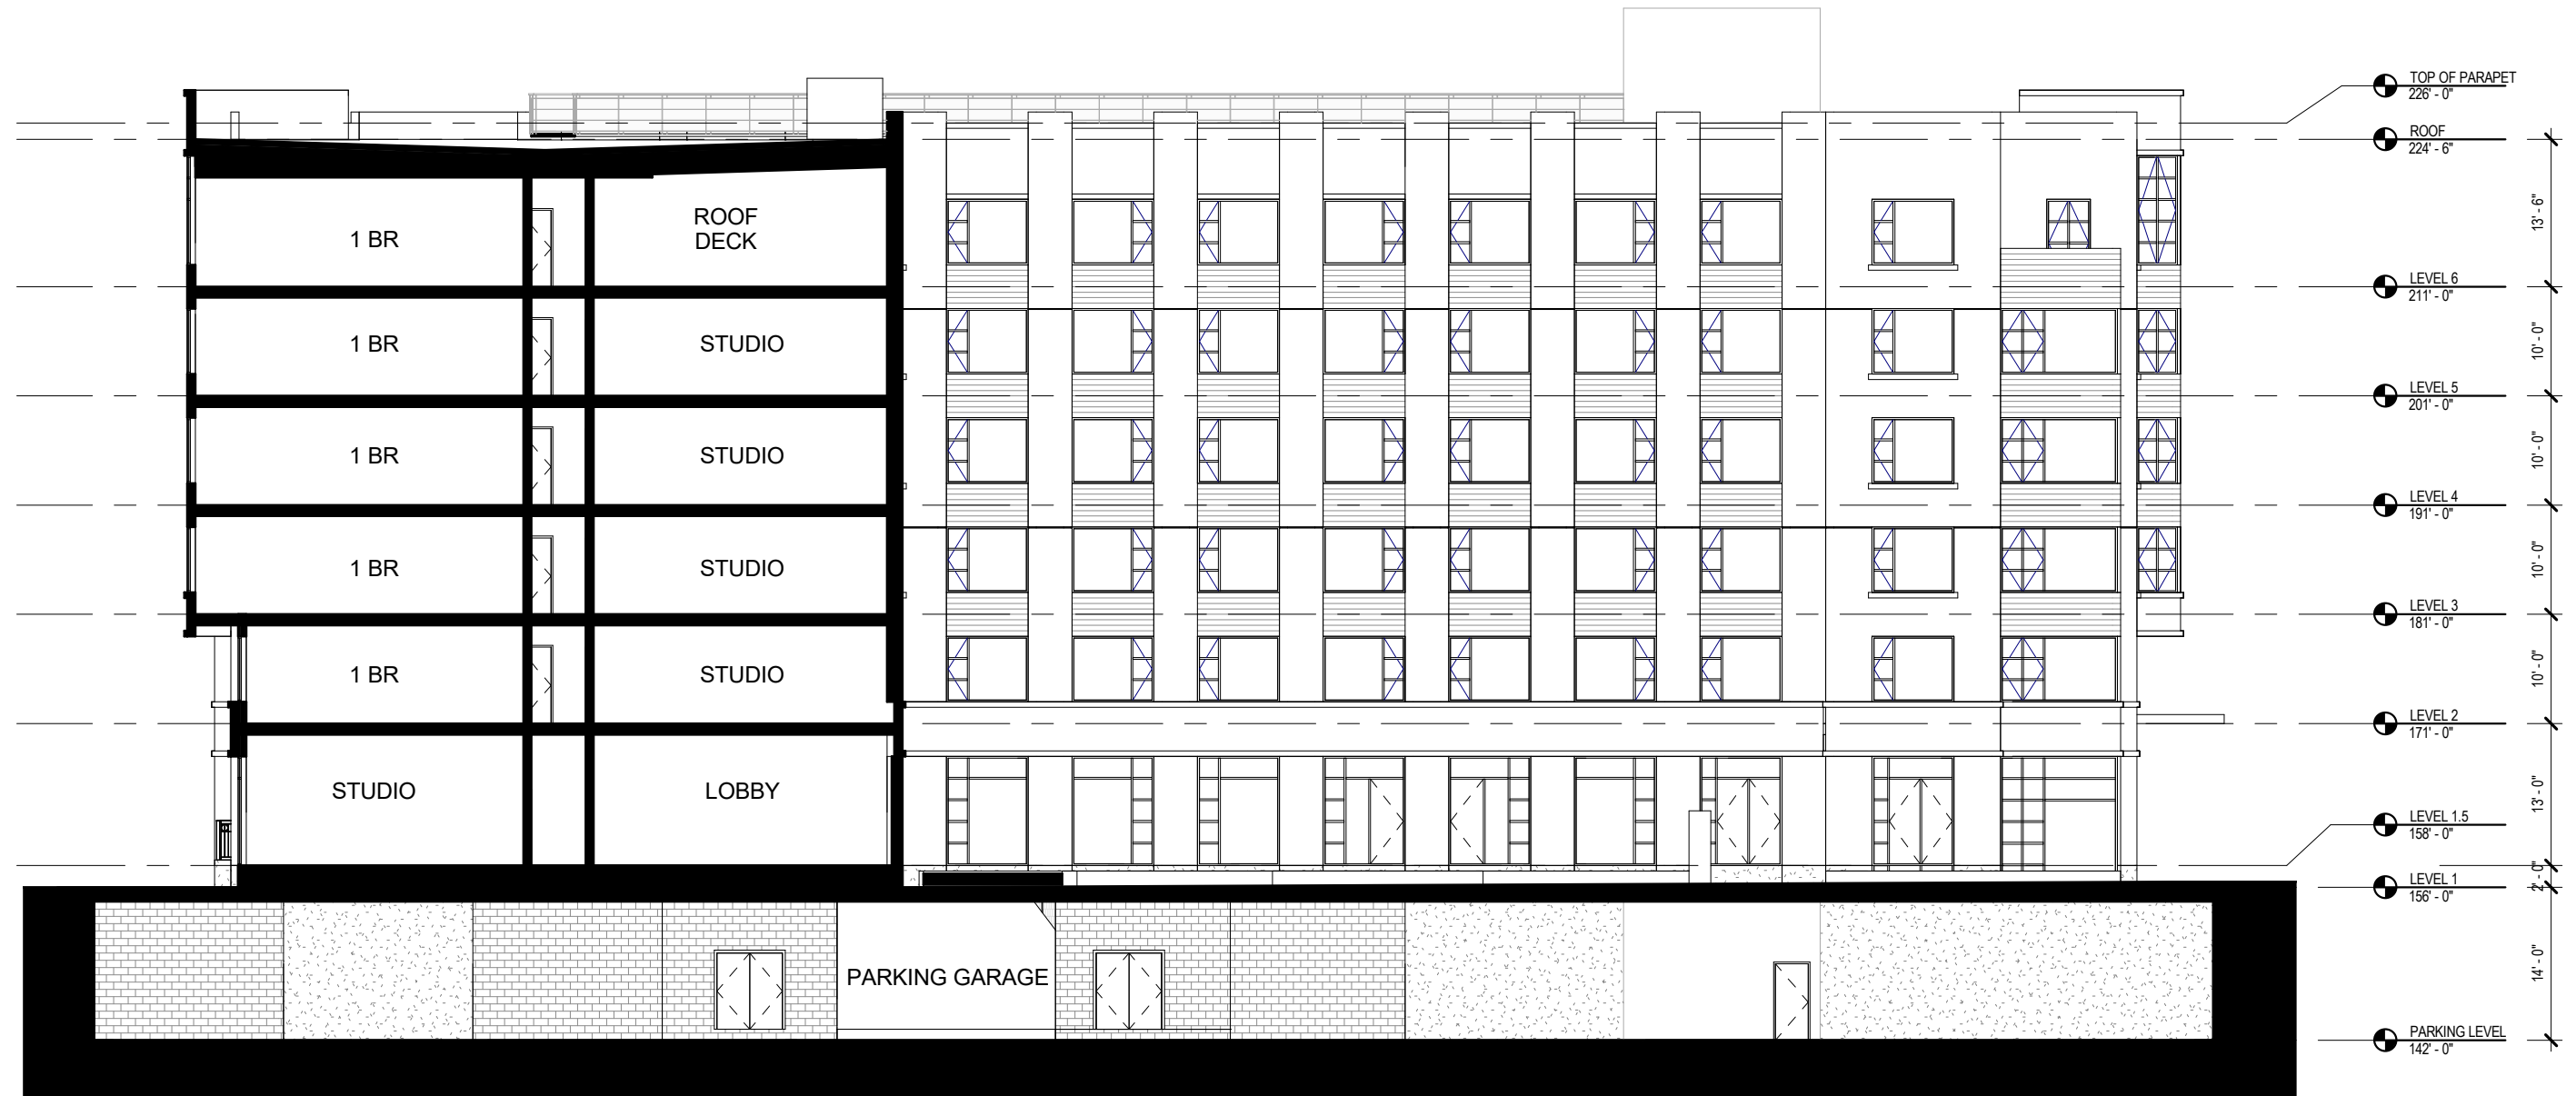 TOP OF PARAPET
226' - 0"
ROOF
224' - 6"
13' - 6"
1 BR
ROOF
DECK
LEVEL 6
211' - 0"
10' - 0"
1 BR
STUDIO
LEVEL 5
201' - 0"
10' - 0"
1 BR
STUDIO
LEVEL 4
191' - 0"
10' - 0"
1 BR
STUDIO
LEVEL 3
181' - 0"
10' - 0"
1 BR
STUDIO
LEVEL 2
171' - 0"
13' - 0"
STUDIO
LOBBY
LEVEL 1.5
158' - 0"
2' - 0"
LEVEL 1
156' - 0"
14' - 0"
PARKING GARAGE
PARKING LEVEL
142' - 0"